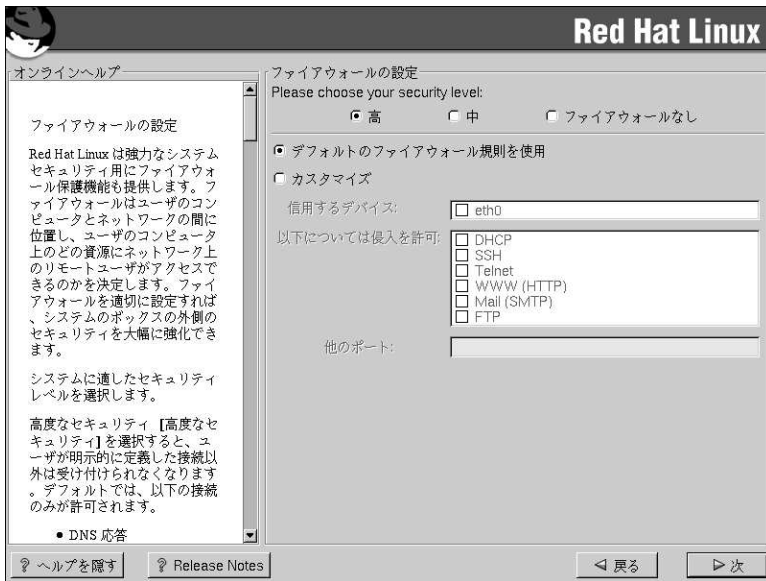 Red Hat Linux
オンラインヘルプ
ファイアウォールの設定
Red Hat Linux は強力なシステム
セキュリティ用にファイアウォ
ール保護機能も提供します。フ
ァイアウォールはユーザのコン
ピュータとネットワークの間に
位置し、ユーザのコンピュータ
上のどの資源にネットワーク上
のリモートユーザがアクセスで
きるのかを決定します。ファイ
アウォールを適切に設定すれば
、システムのボックスの外側の
セキュリティを大幅に強化でき
ます。
システムに適したセキュリティ
レベルを選択します。
高度なセキュリティ [高度なセ
キュリティ] を選択すると、ユ
ーザが明示的に定義した接続以
外は受け付けられなくなります
。デフォルトでは、以下の接続
のみが許可されます。
• DNS 応答
ファイアウォールの設定
Please choose your security level:
高 中 ファイアウォールなし
デフォルトのファイアウォール規則を使用
カスタマイズ
信用するデバイス: eth0
以下については侵入を許可: DHCP
SSH
Telnet
WWW (HTTP)
Mail (SMTP)
FTP
他のポート:
? ヘルプを隠す ? Release Notes 戻る 次